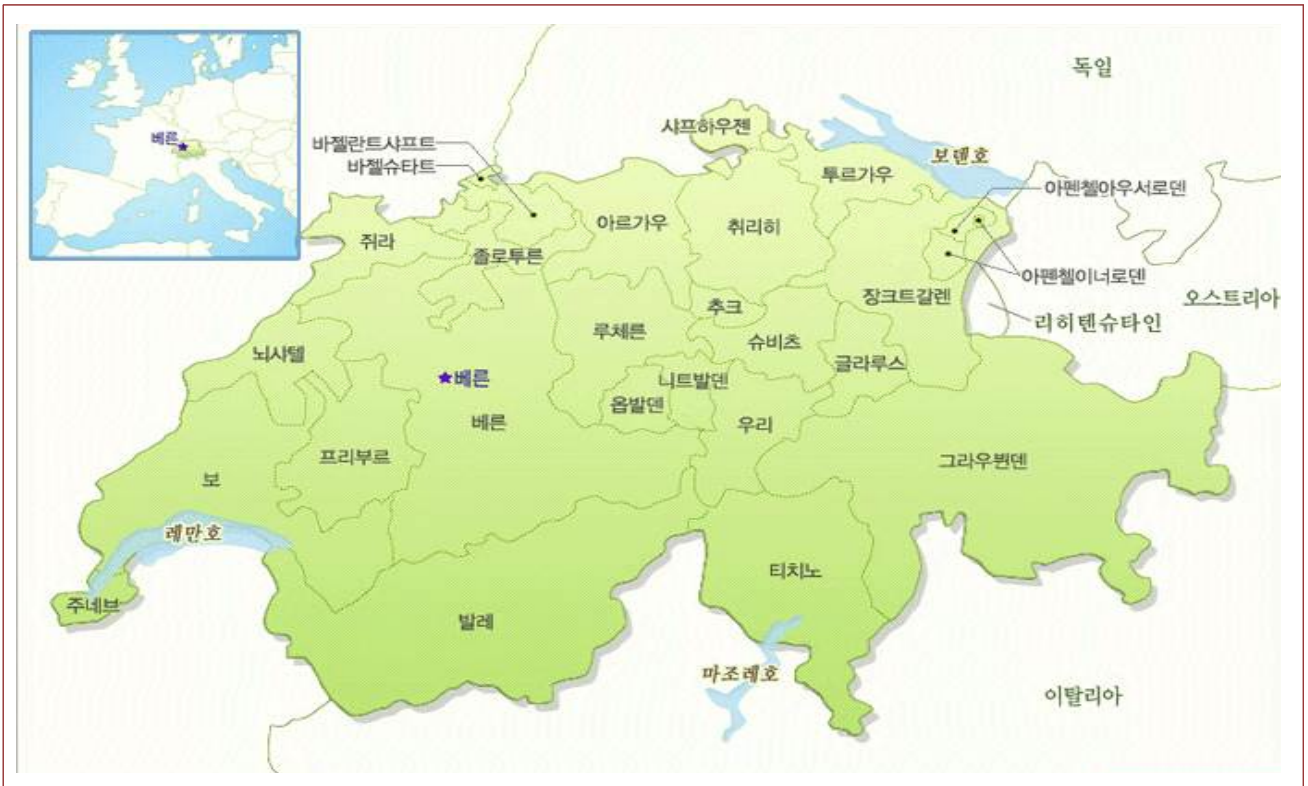 독일
베른
샤프하우젠
바젤란트샤프트
바젤슈타트
보덴호
투르가우
아펜첼아우서로덴
아르가우
취리히
쥐라
졸로투른
아펜첼이너로덴
장크트갈렌
오스트리아
추크
리히텐슈타인
루체른
슈비츠
뇌샤텔
글라루스
베른
니트발덴
옵발덴
베른
우리
프리부르
그라우뷘덴
보
레만호
티치노
주네브
발레
마조레호
이탈리아